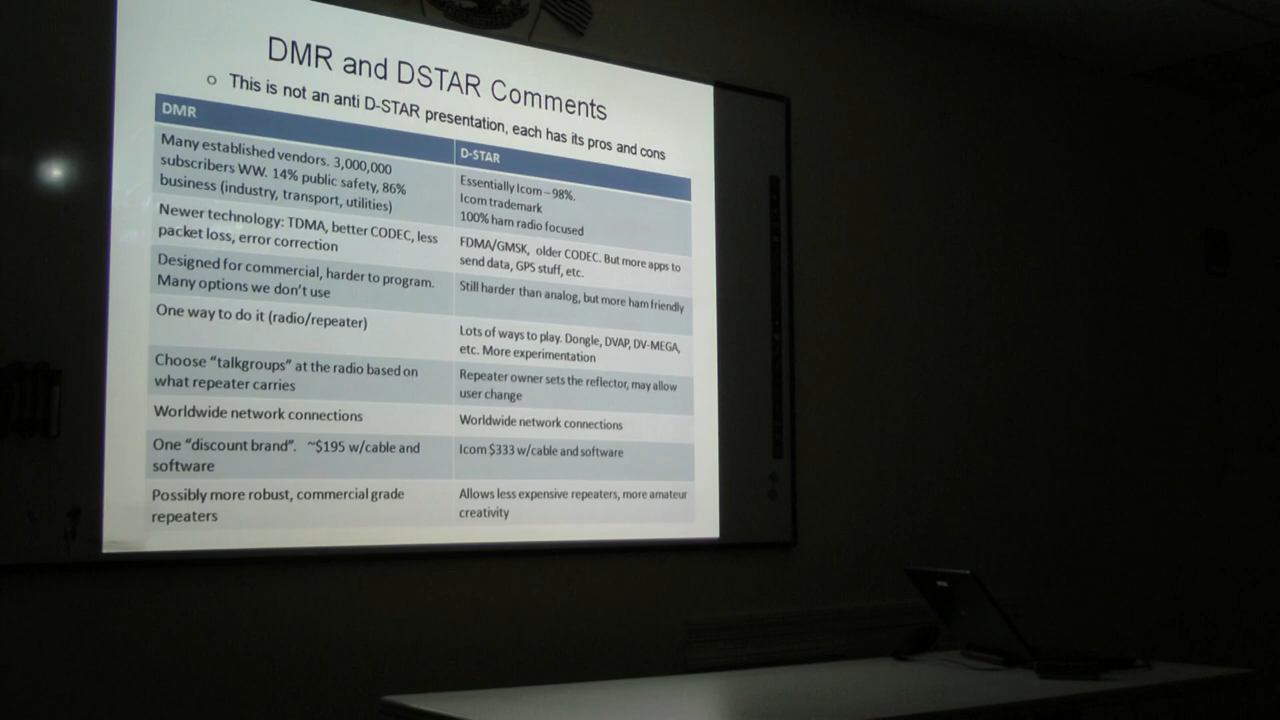 DMR and DSTAR Comments
o This is not an anti D-STAR presentation, each has its pros and cons
DMR
D-STAR
Many established vendors. 3,000,000
subscribers WW. 14% public safety, 86%
business (industry, transport, utilities)
Essentially Icom – 98%.
Icom trademark
100% ham radio focused
Newer technology: TDMA, better CODEC, less
packet loss, error correction
FDMA/GMSK, older CODEC. But more apps to
send data, GPS stuff, etc.
Designed for commercial, harder to program.
Many options we don't use
Still harder than analog, but more ham friendly
One way to do it (radio/repeater)
Lots of ways to play. Dongle, DVAP, DV-MEGA,
etc. More experimentation
Choose “talkgroups” at the radio based on
what repeater carries
Repeater owner sets the reflector, may allow
user change
Worldwide network connections
Worldwide network connections
One “discount brand”. ~$195 w/cable and
software
Icom $333 w/cable and software
Possibly more robust, commercial grade
repeaters
Allows less expensive repeaters, more amateur
creativity